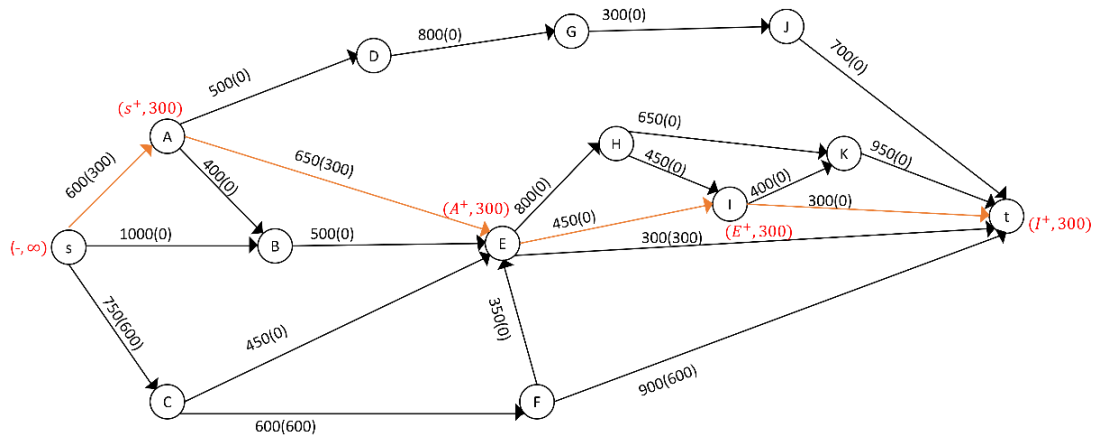 300(0)
J
G
800(0)
D
700(0)
500(0)
(s⁺, 300)
A
650(0)
H
950(0)
K
600(300)
650(300)
400(0)
450(0)
400(0)
800(0)
300(0)
(A⁺, 300)
I
t
(I⁺, 300)
(-, ∞)
s
1000(0)
B
500(0)
E
450(0)
(E⁺, 300)
300(300)
750(600)
450(0)
350(0)
900(600)
C
F
600(600)